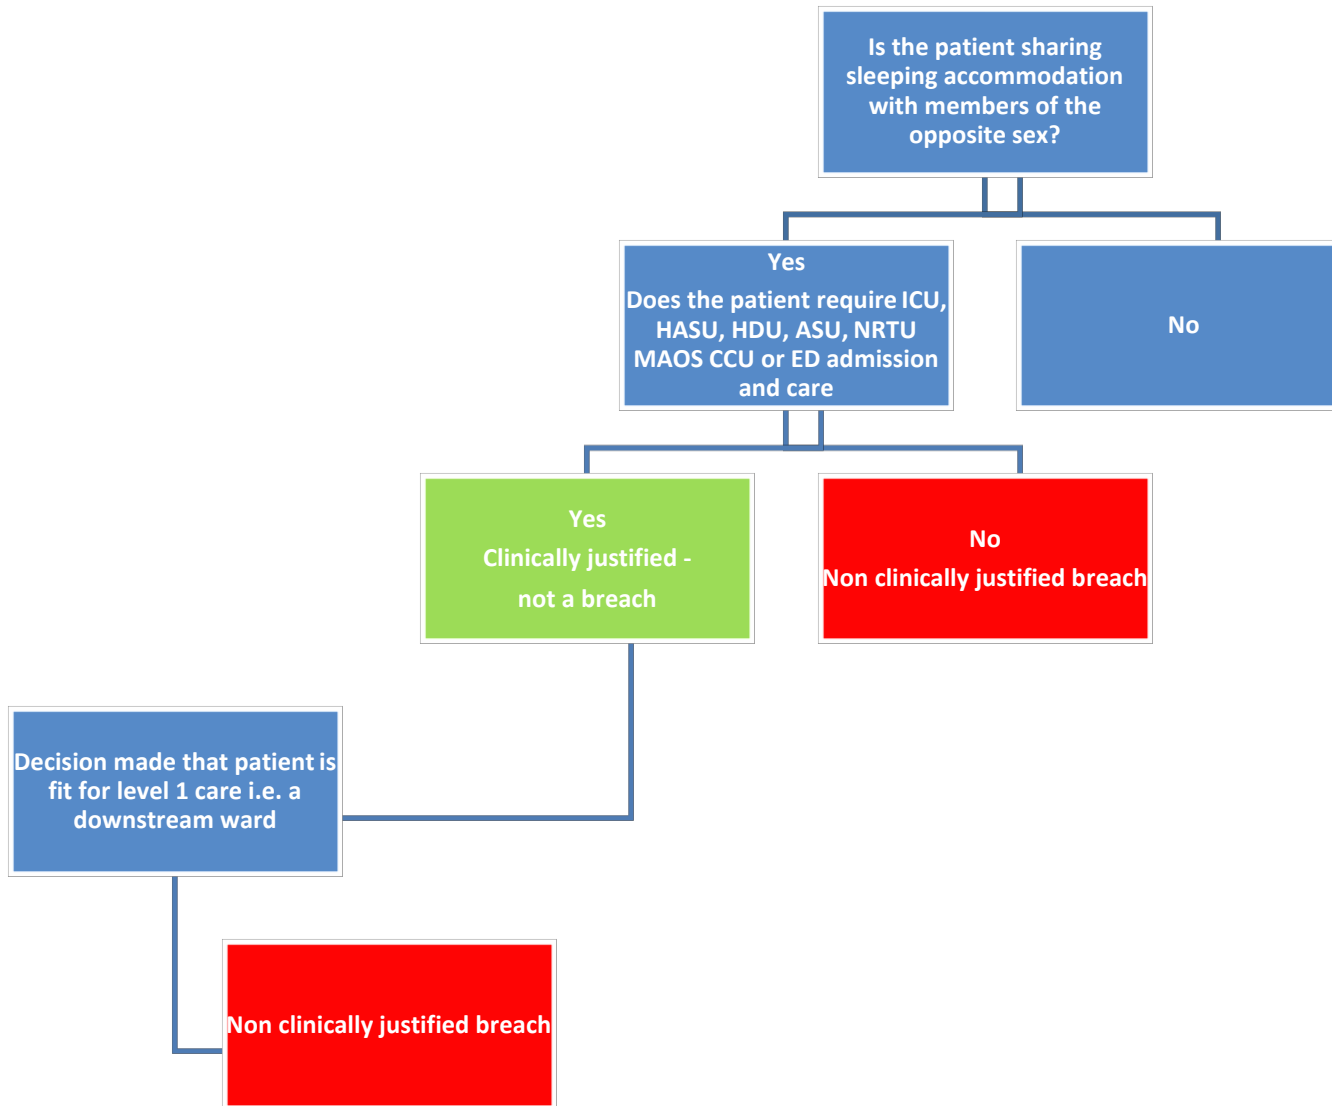 Is the patient sharing
sleeping accommodation
with members of the
opposite sex?
Yes
Does the patient require ICU,
HASU, HDU, ASU, NRTU
MAOS CCU or ED admission
and care
No
Yes
Clinically justified -
not a breach
No
Non clinically justified breach
Decision made that patient is
fit for level 1 care i.e. a
downstream ward
Non clinically justified breach